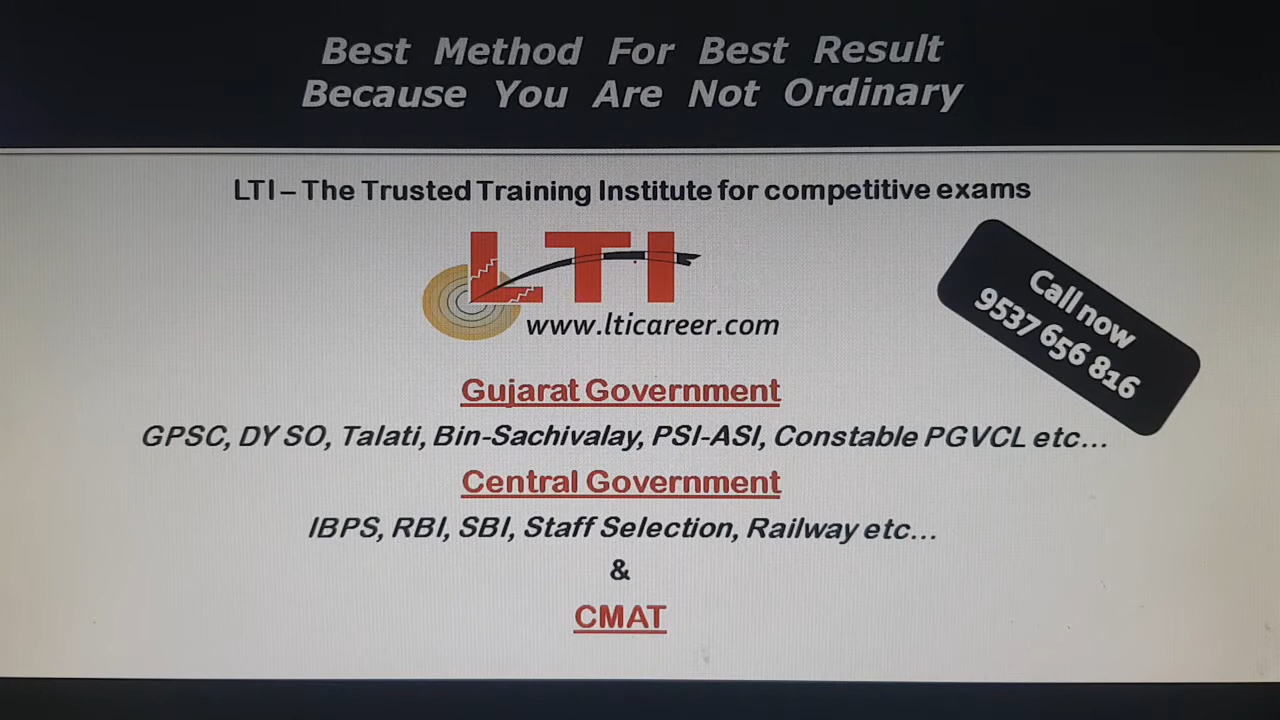 Best Method For Best Result
Because You Are Not Ordinary
LTI – The Trusted Training Institute for competitive exams
LTI
www.lticareer.com
Call now
9537 656 816
Gujarat Government
GPSC, DY SO, Talati, Bin-Sachivalay, PSI-ASI, Constable PGVCL etc...
Central Government
IBPS, RBI, SBI, Staff Selection, Railway etc...
&
CMAT